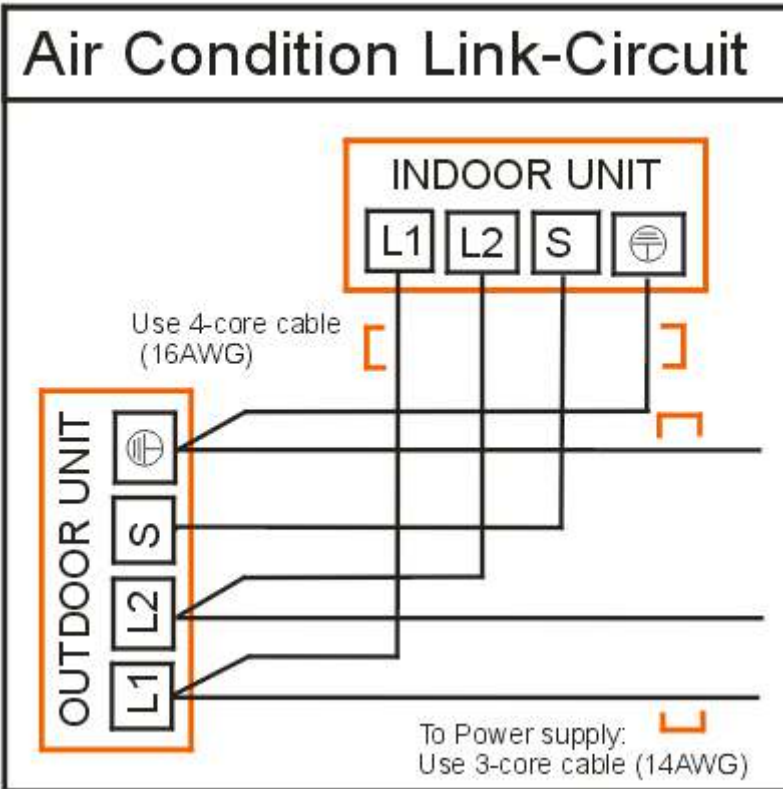 Air Condition Link-Circuit
INDOOR UNIT
L1 L2 S
Use 4-core cable
(16AWG)
OUTDOOR UNIT
S
L2
L1
To Power supply:
Use 3-core cable (14AWG)